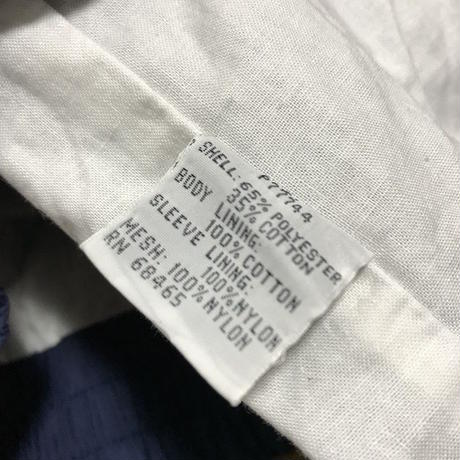 P77744
SHELL: 65% POLYESTER
35% COTTON
BODY LINING:
100% COTTON
SLEEVE LINING:
100% NYLON
MESH: 100% NYLON
RN 68465